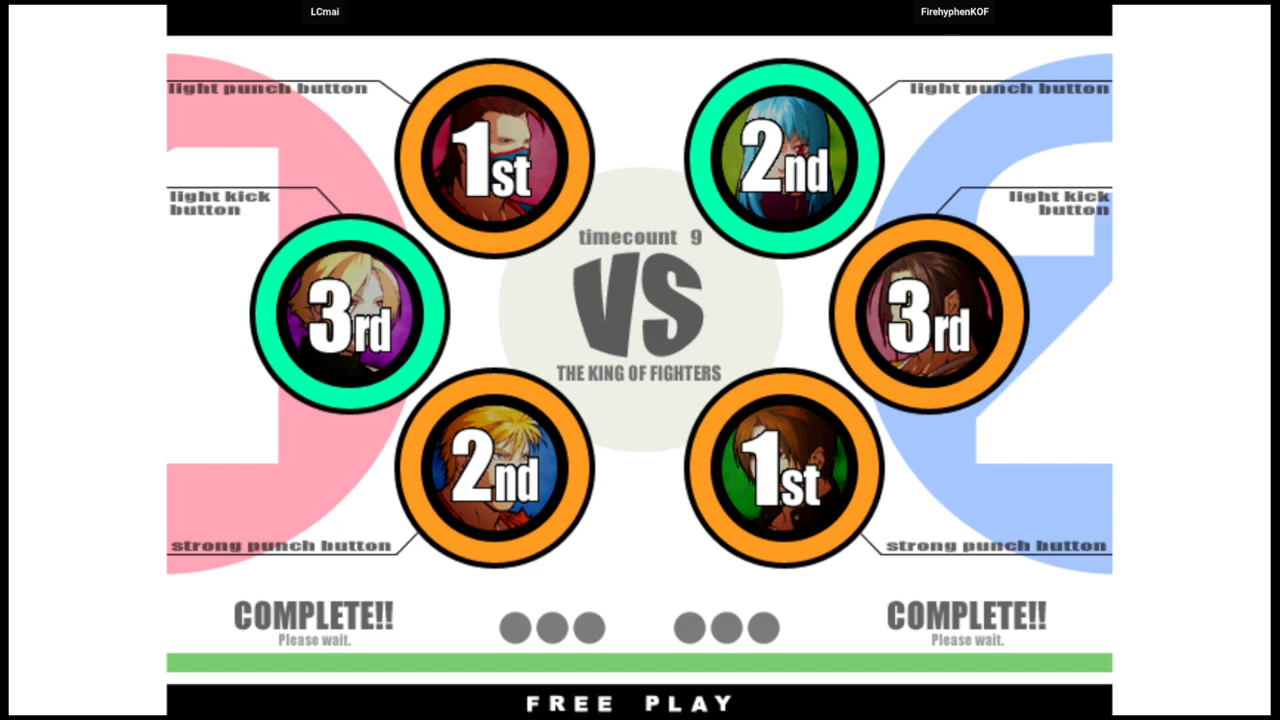 LCmai
FirehyphenKOF
light punch button
light punch button
1st
2nd
light kick
button
light kick
button
timecount 9
VS
THE KING OF FIGHTERS
3rd
3rd
2nd
1st
strong punch button
strong punch button
COMPLETE!!
Please wait.
COMPLETE!!
Please wait.
FREE PLAY